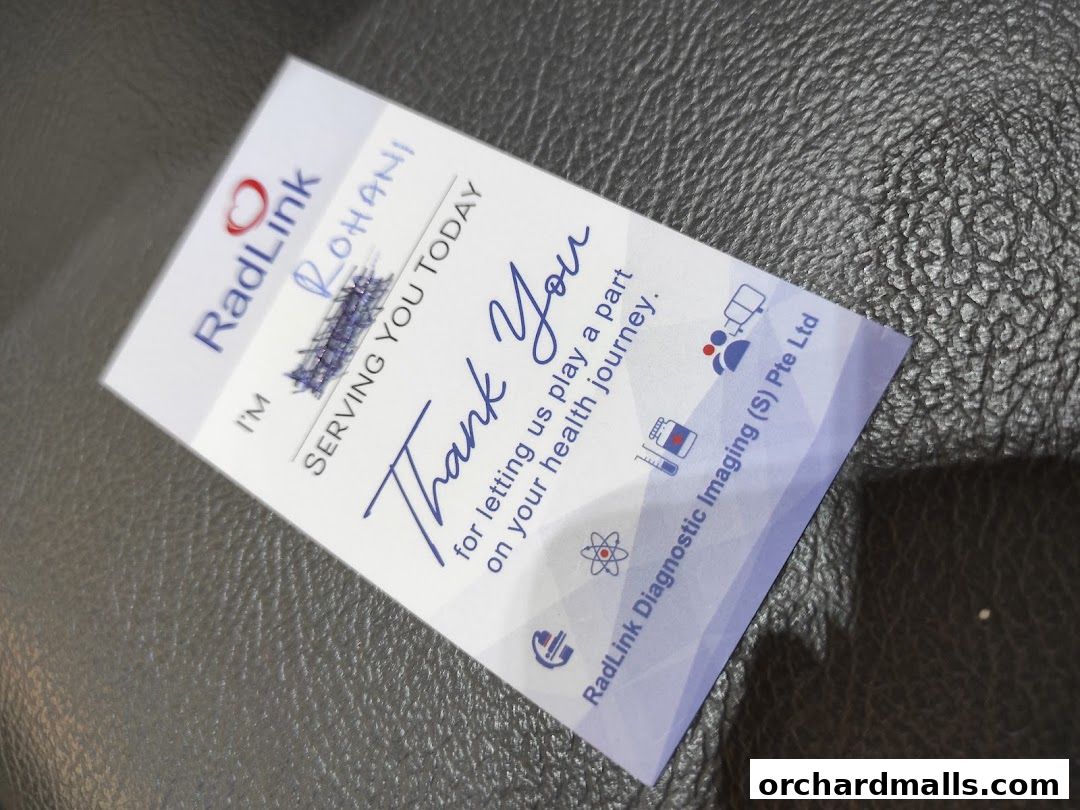 RadLink
I'M
ROHANI
SERVING YOU TODAY
Thank You
for letting us play a part
on your health journey.
RadLink Diagnostic Imaging (S) Pte Ltd
orchardmalls.com